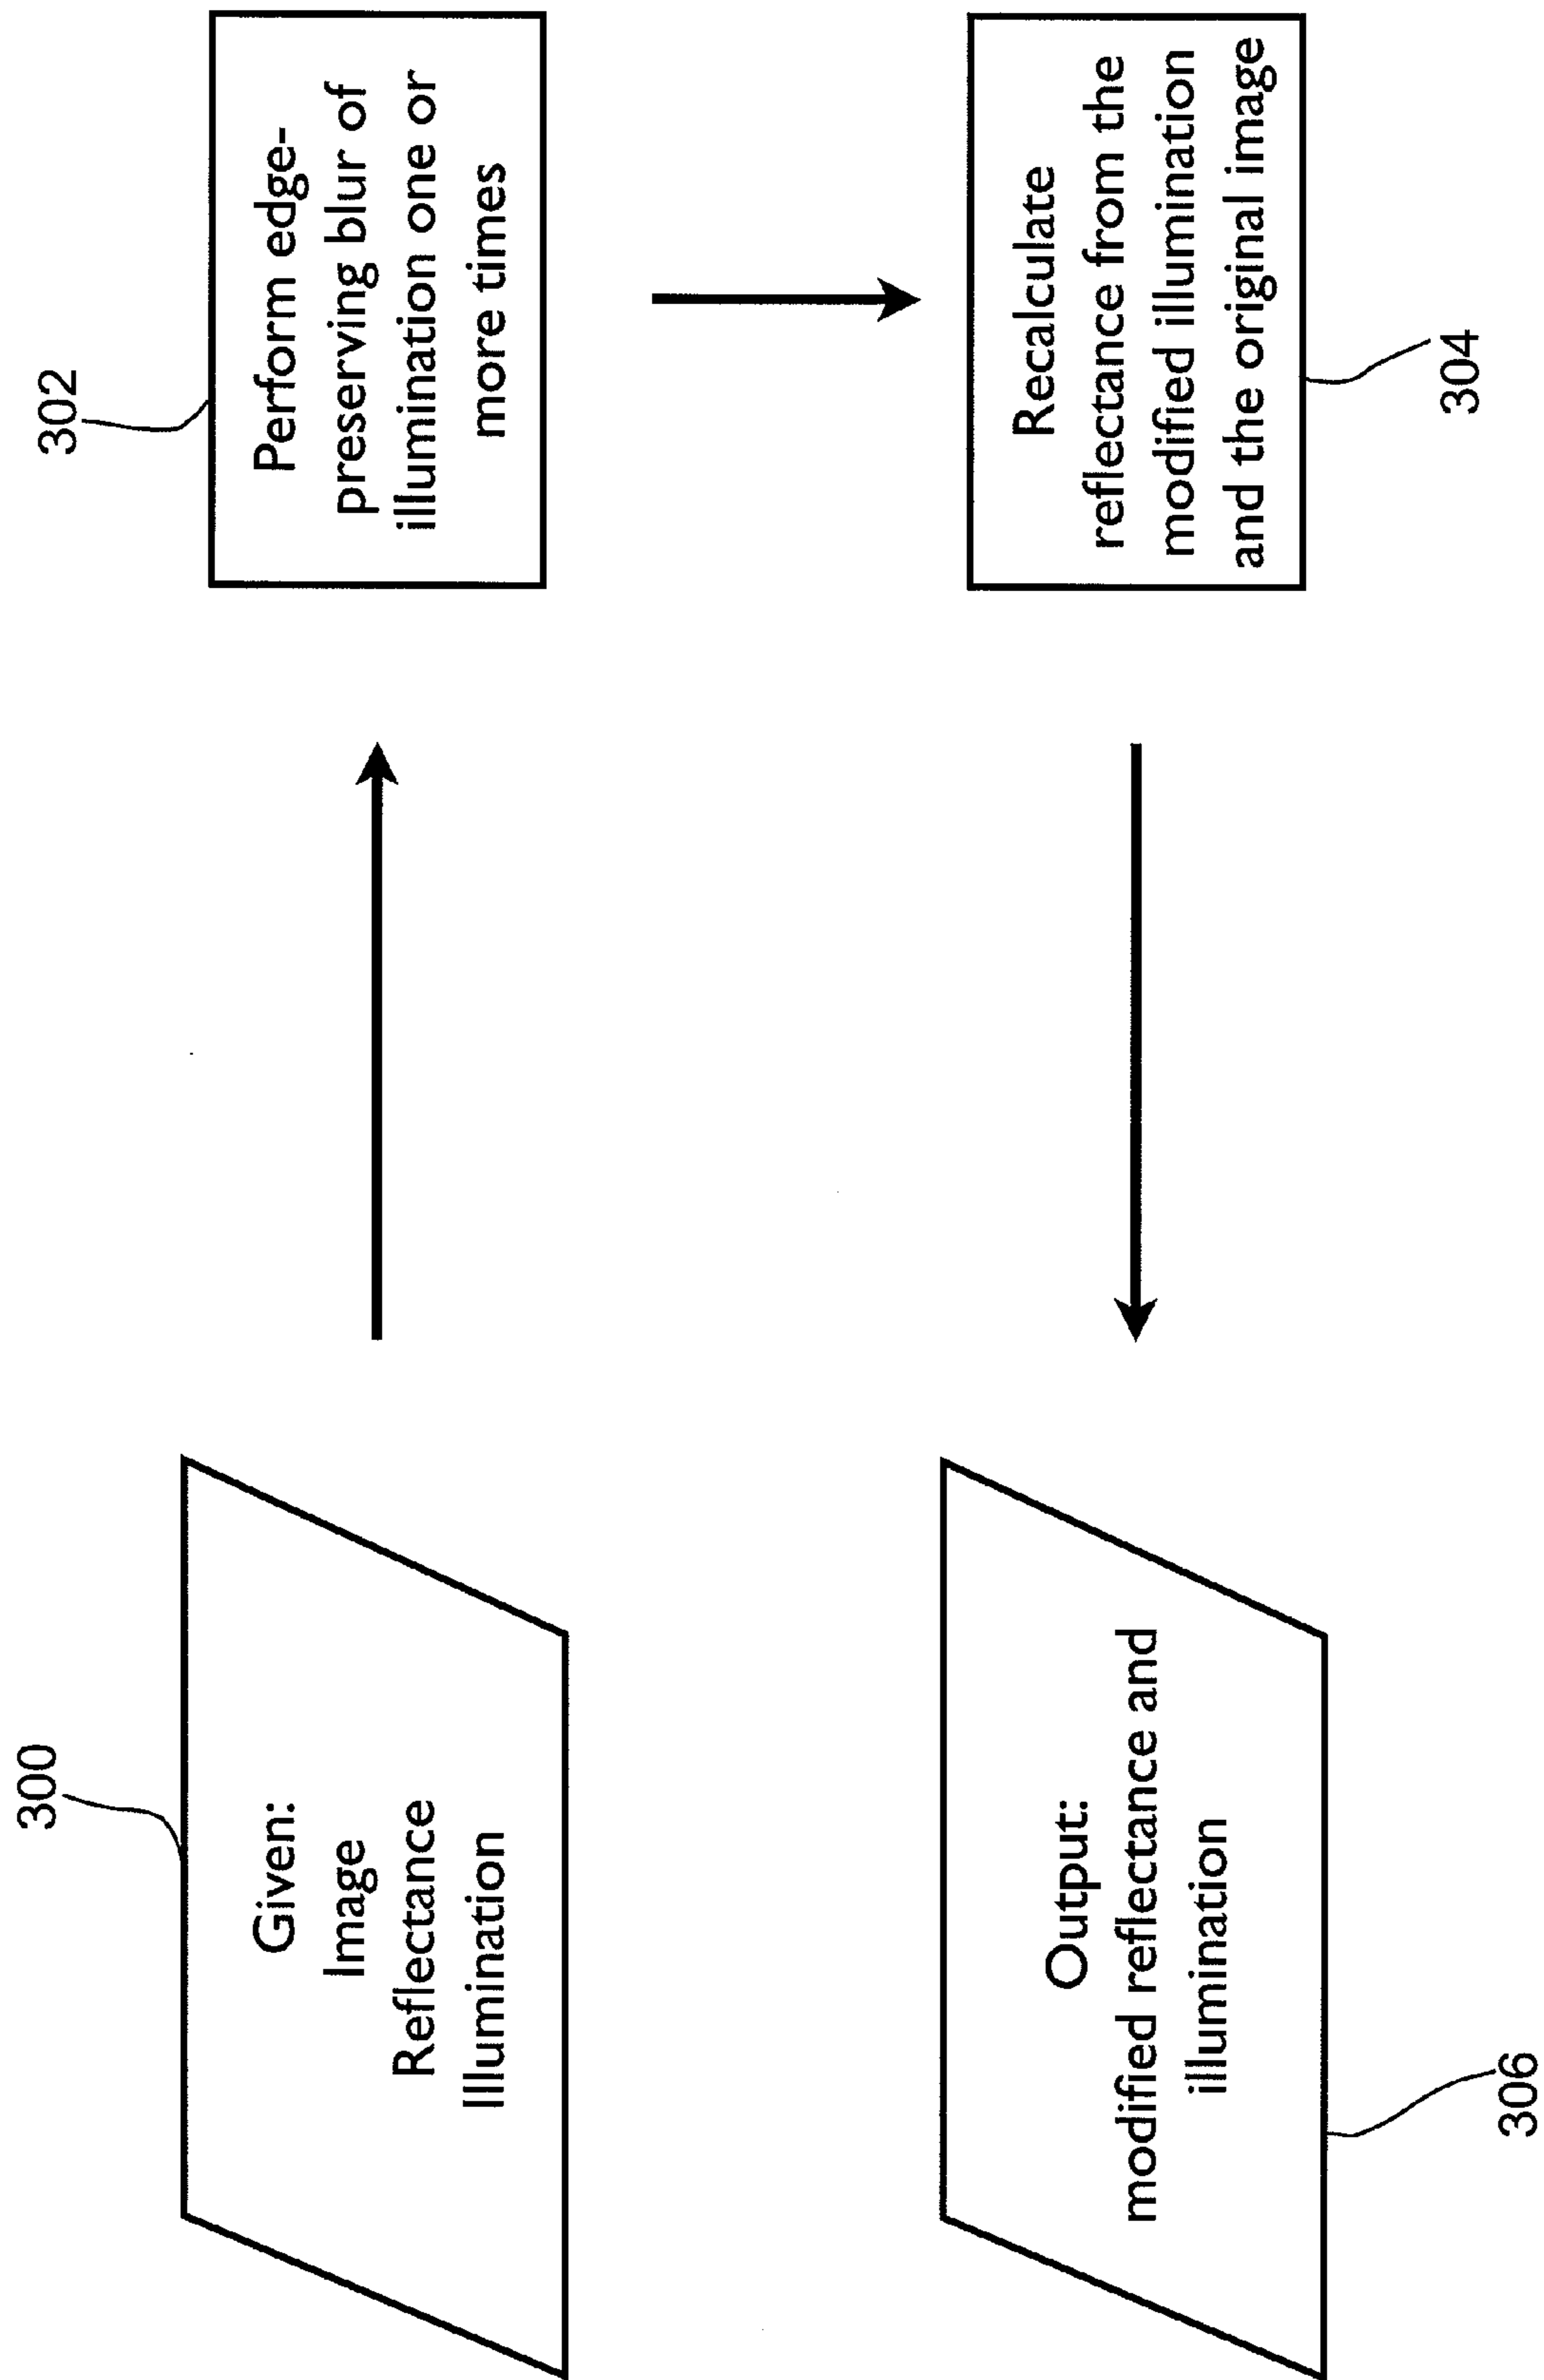 300
Given:
Image
Reflectance
Illumination
302
Perform edge-
preserving blur of
illumination one or
more times
304
Recalculate
reflectance from the
modified illumination
and the original image
306
Output:
modified reflectance and
illumination